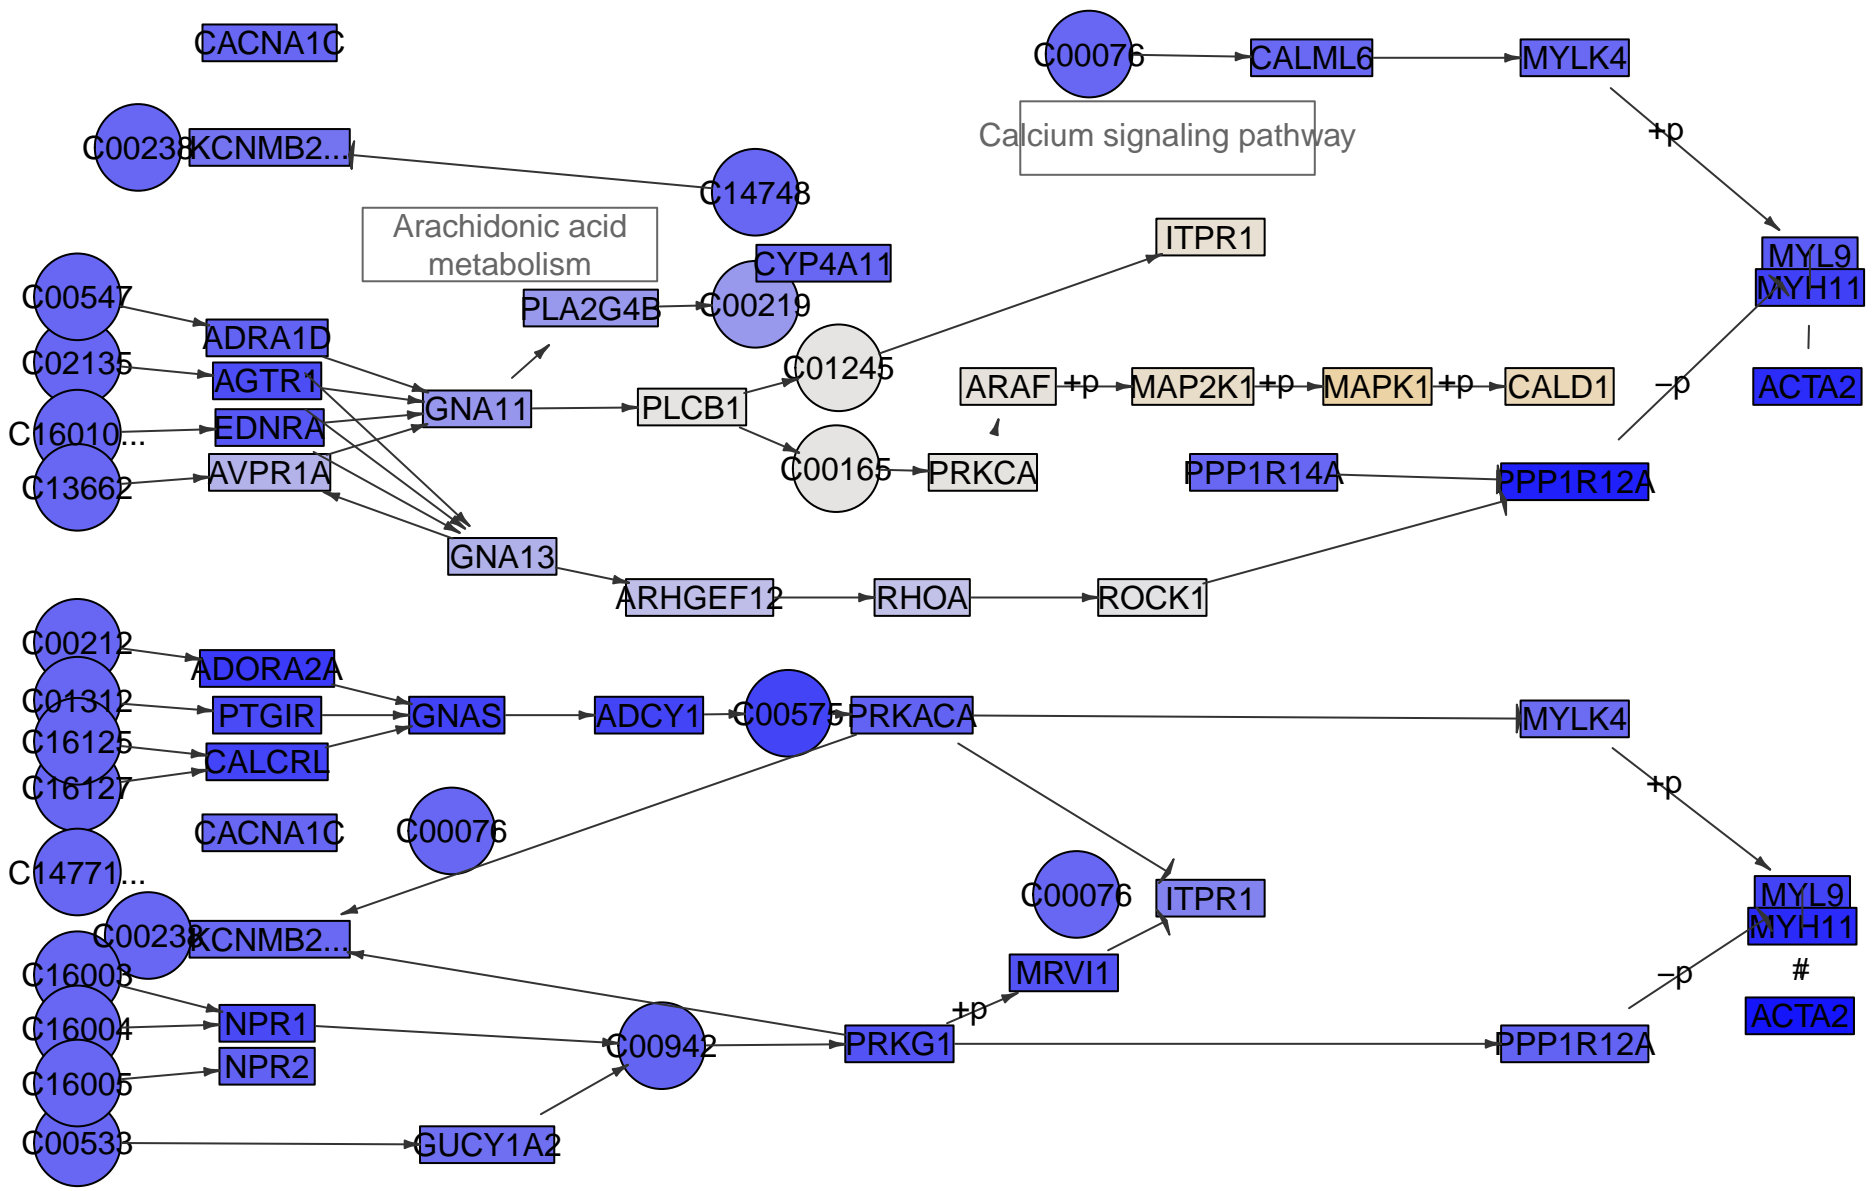 CACNA1C
C00076
CALML6
MYLK4
+p
C00238
KCNMB2...
Calcium signaling pathway
C14748
Arachidonic acid
metabolism
ITPR1
CYP4A11
MYL9
MYH11
C00547
PLA2G4B
C00219
ADRA1D
C02135
AGTR1
C01245
ARAF
+p
MAP2K1
+p
MAPK1
+p
CALD1
–p
ACTA2
GNA11
PLCB1
C16010...
EDNRA
C13662
AVPR1A
C00165
PRKCA
PPP1R14A
PPP1R12A
GNA13
ARHGEF12
RHOA
ROCK1
C00212
ADORA2A
C01312
PTGIR
GNAS
ADCY1
C00575
PRKACA
MYLK4
C16125
CALCRL
C16127
+p
CACNA1C
C00076
C14771...
C00076
ITPR1
MYL9
MYH11
C00238
KCNMB2...
C16003
MRVI1
–p
#
+p
C16004
NPR1
C00942
PRKG1
PPP1R12A
ACTA2
NPR2
C16005
C00533
GUCY1A2